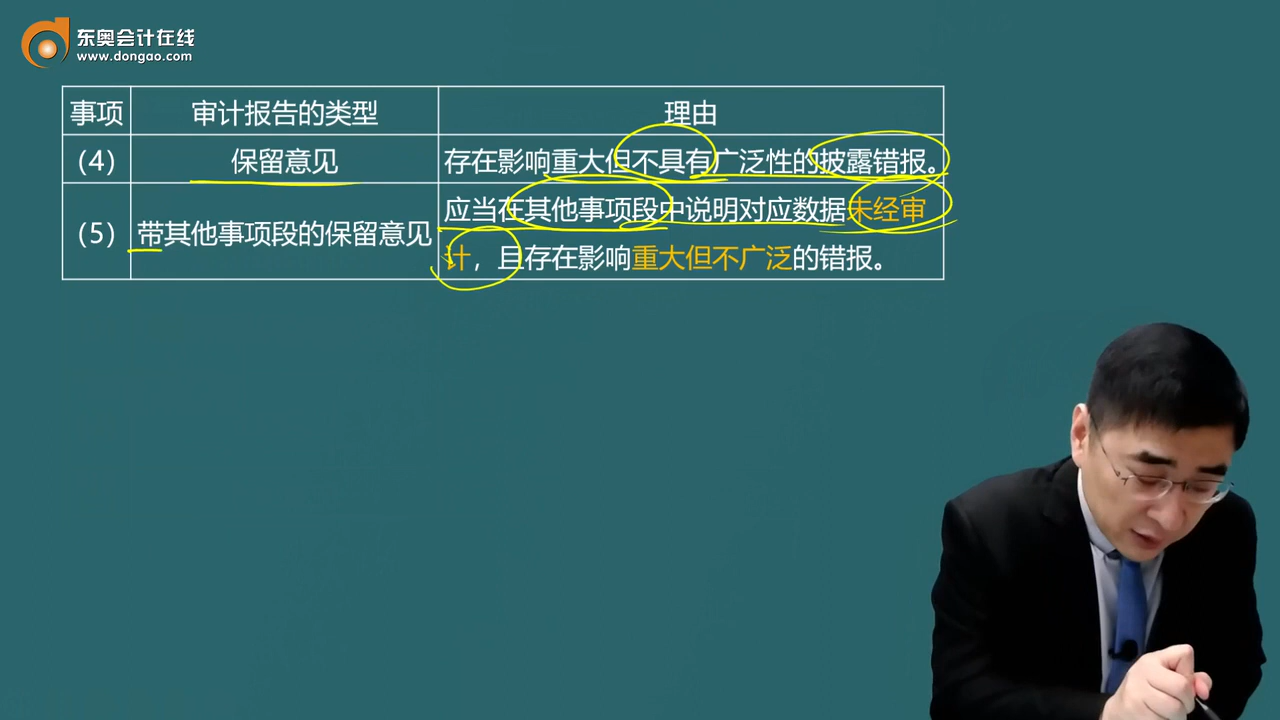 东奥会计在线
www.dongao.com
事项 审计报告的类型 理由
（4） 保留意见 存在影响重大但不具有广泛性的披露错报。
（5） 带其他事项段的保留意见 应当在其他事项段中说明对应数据未经审
计，且存在影响重大但不广泛的错报。